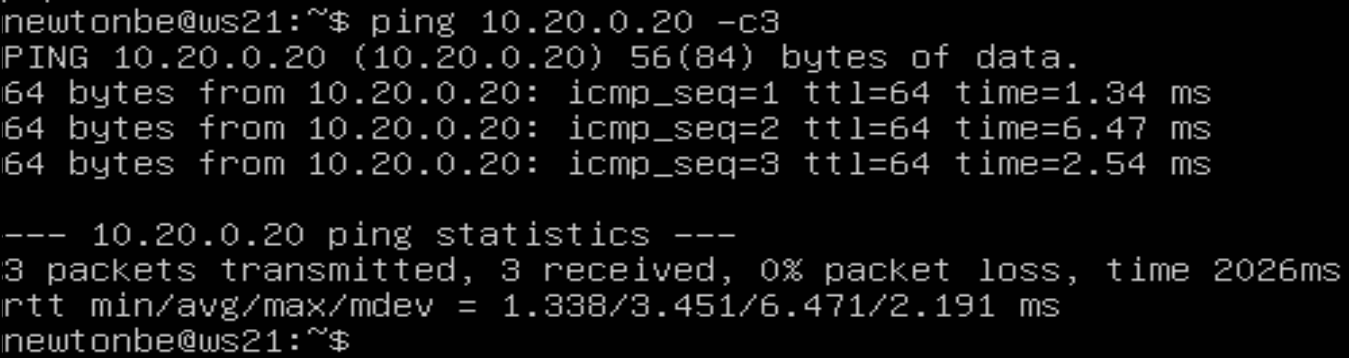 newtonbe@ws21:~$ ping 10.20.0.20 -c3
PING 10.20.0.20 (10.20.0.20) 56(84) bytes of data.
64 bytes from 10.20.0.20: icmp_seq=1 ttl=64 time=1.34 ms
64 bytes from 10.20.0.20: icmp_seq=2 ttl=64 time=6.47 ms
64 bytes from 10.20.0.20: icmp_seq=3 ttl=64 time=2.54 ms

--- 10.20.0.20 ping statistics ---
3 packets transmitted, 3 received, 0% packet loss, time 2026ms
rtt min/avg/max/mdev = 1.338/3.451/6.471/2.191 ms
newtonbe@ws21:~$